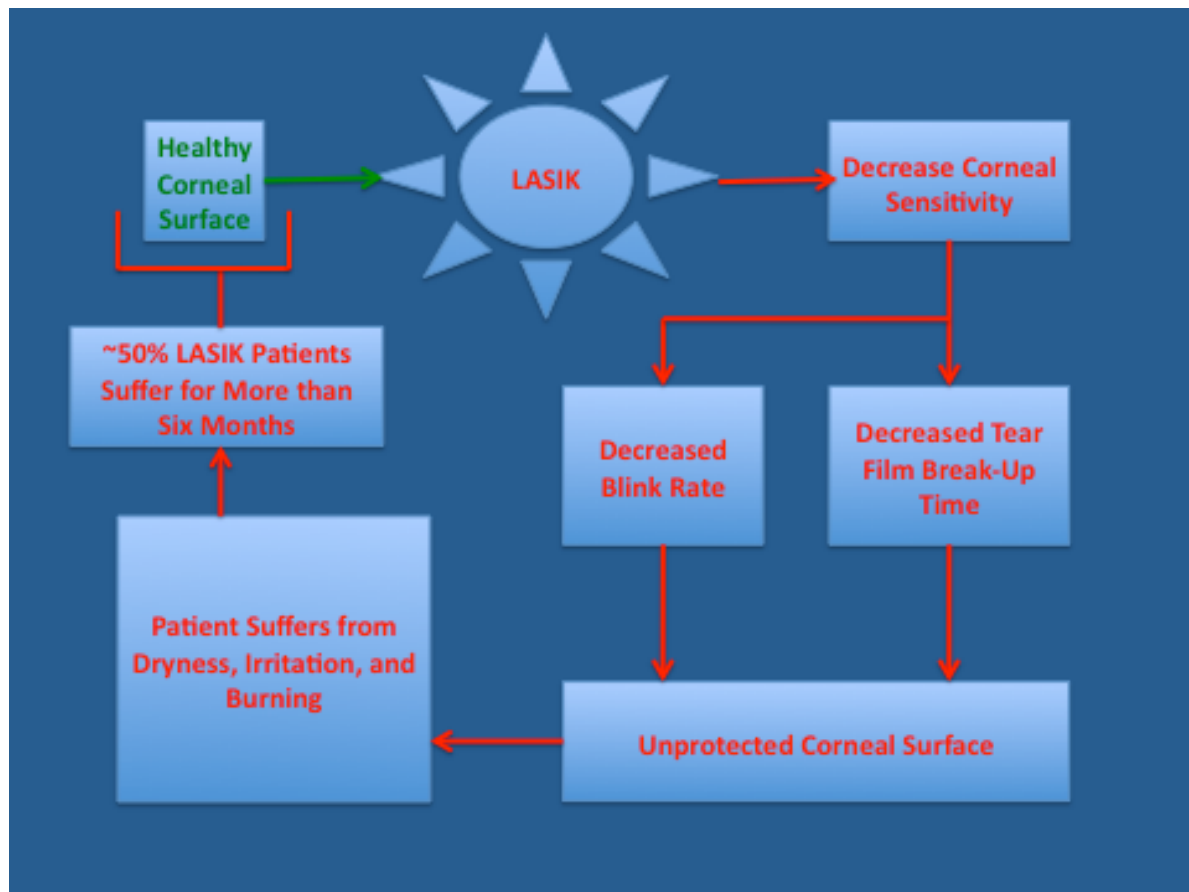 Healthy
Corneal
Surface
LASIK
Decrease Corneal
Sensitivity
Decreased
Blink Rate
Decreased Tear
Film Break-Up
Time
Unprotected Corneal Surface
Patient Suffers from
Dryness, Irritation, and
Burning
~50% LASIK Patients
Suffer for More than
Six Months